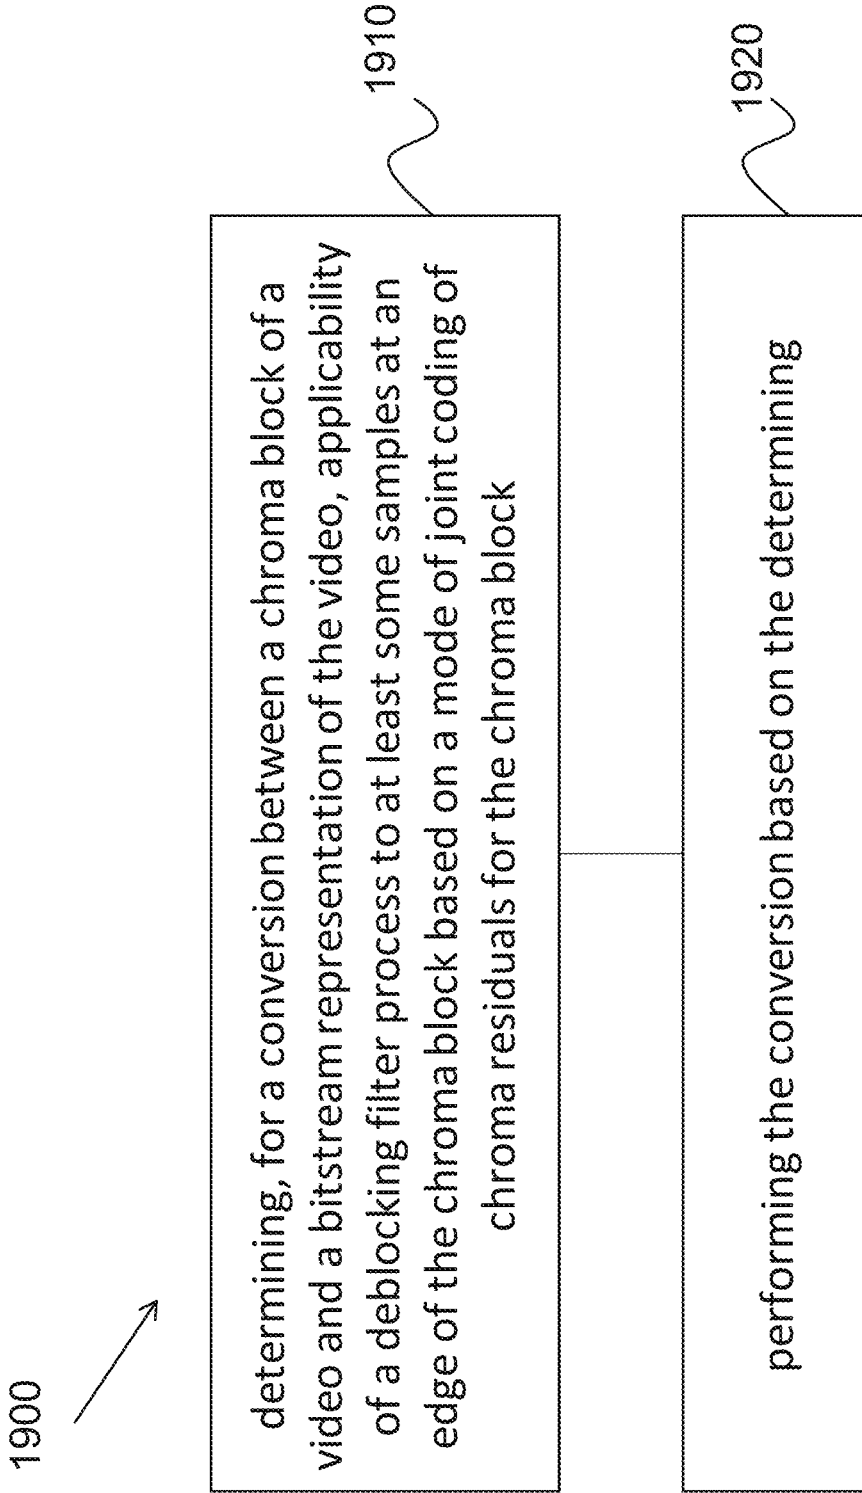 1900
determining, for a conversion between a chroma block of a
video and a bitstream representation of the video, applicability
of a deblocking filter process to at least some samples at an
edge of the chroma block based on a mode of joint coding of
chroma residuals for the chroma block
1910
performing the conversion based on the determining
1920